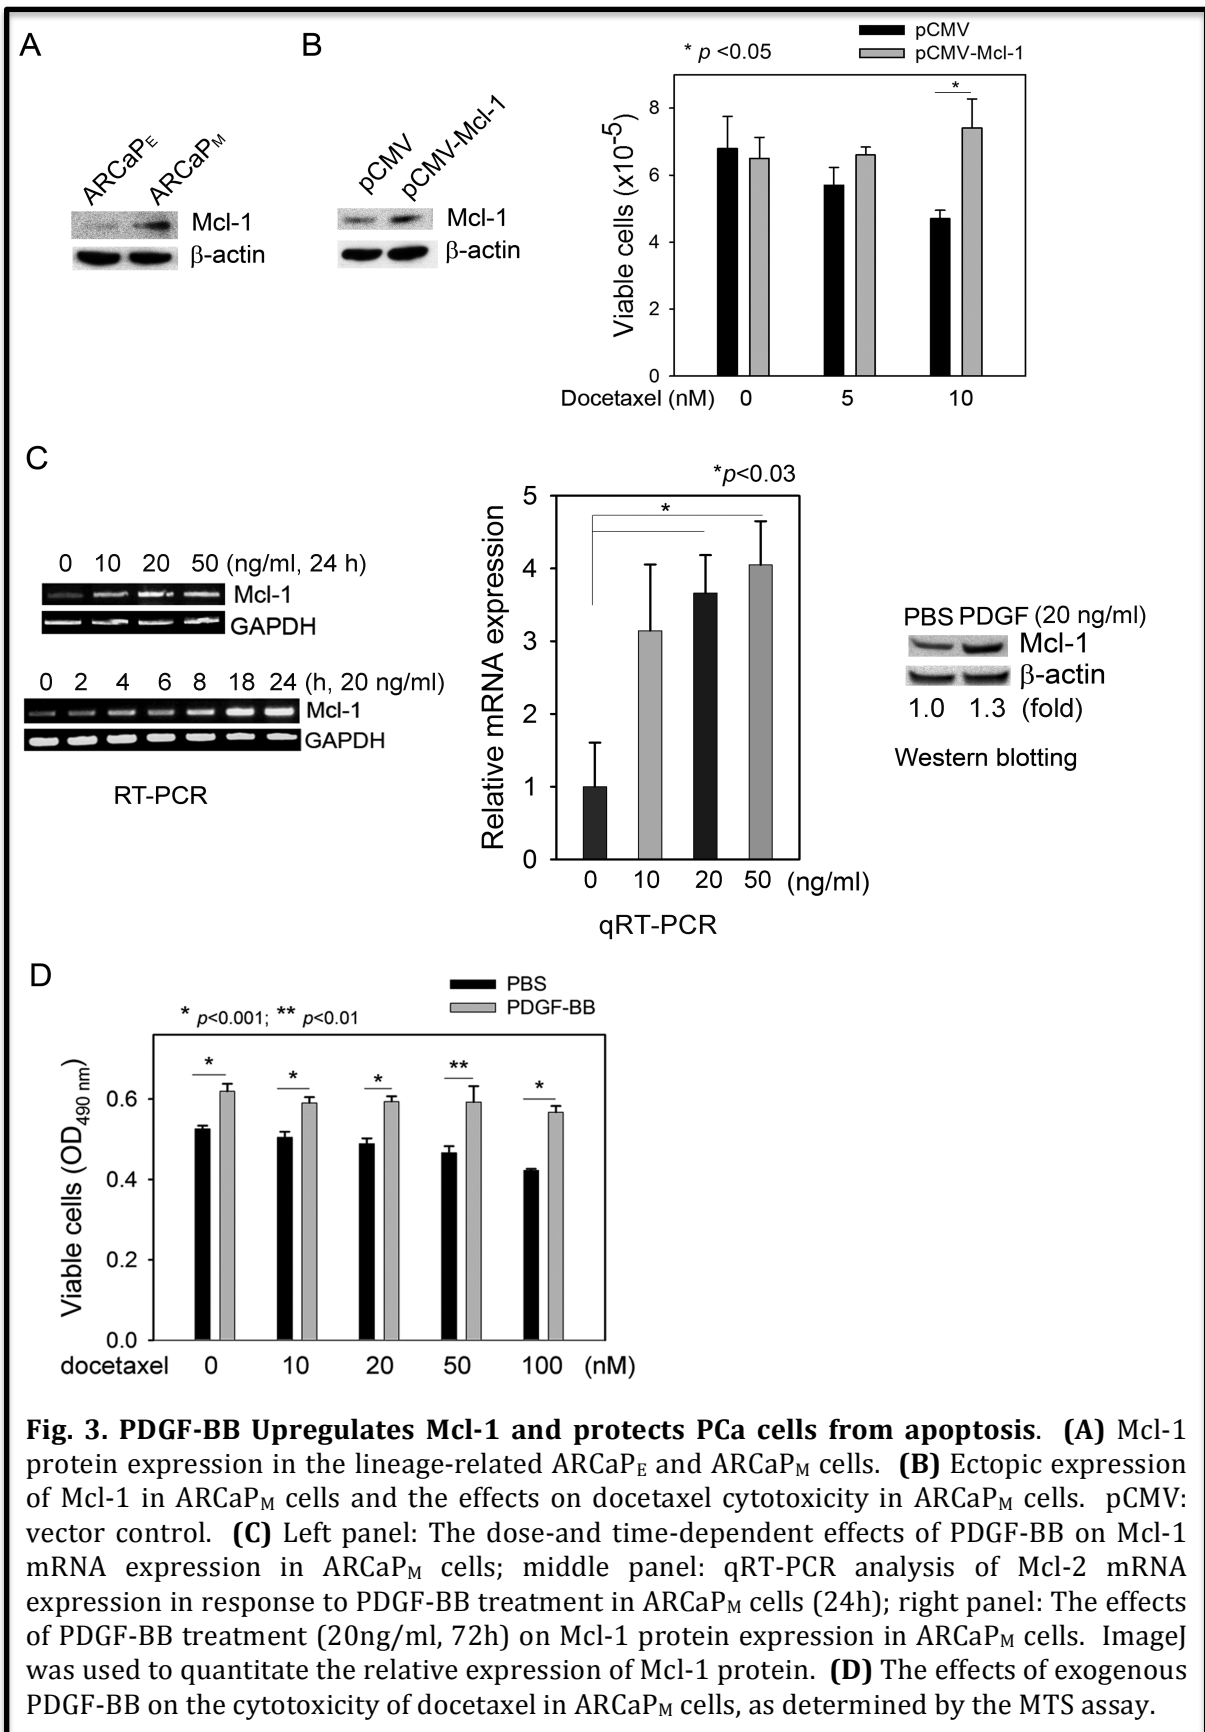 A
ARCaPE
ARCaPM
Mcl-1
β-actin
B
pCMV
pCMV-Mcl-1
Mcl-1
β-actin
* p <0.05
pCMV
pCMV-Mcl-1
*
Viable cells (x10-5)
8
6
4
2
0
Docetaxel (nM) 0 5 10
C
0 10 20 50 (ng/ml, 24 h)
Mcl-1
GAPDH
0 2 4 6 8 18 24 (h, 20 ng/ml)
Mcl-1
GAPDH
RT-PCR
*p<0.03
*
Relative mRNA expression
5
4
3
2
1
0
0 10 20 50 (ng/ml)
qRT-PCR
PBS PDGF (20 ng/ml)
Mcl-1
β-actin
1.0 1.3 (fold)
Western blotting
D
PBS
PDGF-BB
* p<0.001; ** p<0.01
* * * ** *
Viable cells (OD490 nm)
0.6
0.4
0.2
0.0
docetaxel 0 10 20 50 100 (nM)
Fig. 3. PDGF-BB Upregulates Mcl-1 and protects PCa cells from apoptosis. (A) Mcl-1
protein expression in the lineage-related ARCaPE and ARCaPM cells. (B) Ectopic expression
of Mcl-1 in ARCaPM cells and the effects on docetaxel cytotoxicity in ARCaPM cells. pCMV:
vector control. (C) Left panel: The dose-and time-dependent effects of PDGF-BB on Mcl-1
mRNA expression in ARCaPM cells; middle panel: qRT-PCR analysis of Mcl-2 mRNA
expression in response to PDGF-BB treatment in ARCaPM cells (24h); right panel: The effects
of PDGF-BB treatment (20ng/ml, 72h) on Mcl-1 protein expression in ARCaPM cells. ImageJ
was used to quantitate the relative expression of Mcl-1 protein. (D) The effects of exogenous
PDGF-BB on the cytotoxicity of docetaxel in ARCaPM cells, as determined by the MTS assay.